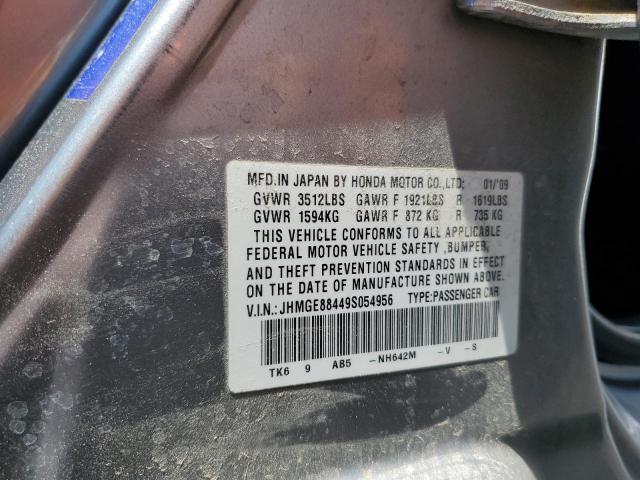 MFD.IN JAPAN BY HONDA MOTOR CO.,LTD: 01/'09
GVWR 3512LBS GAWR F 1921LBS R 1619LBS
GVWR 1594KG GAWR F 872 KG R 735 KG
THIS VEHICLE CONFORMS TO ALL APPLICABLE
FEDERAL MOTOR VEHICLE SAFETY ,BUMPER,
AND THEFT PREVENTION STANDARDS IN EFFECT
ON THE DATE OF MANUFACTURE SHOWN ABOVE.
V.I.N.:JHMGE88449S054956 TYPE:PASSENGER CAR
TK6 9 AB5 -NH642M -V -S